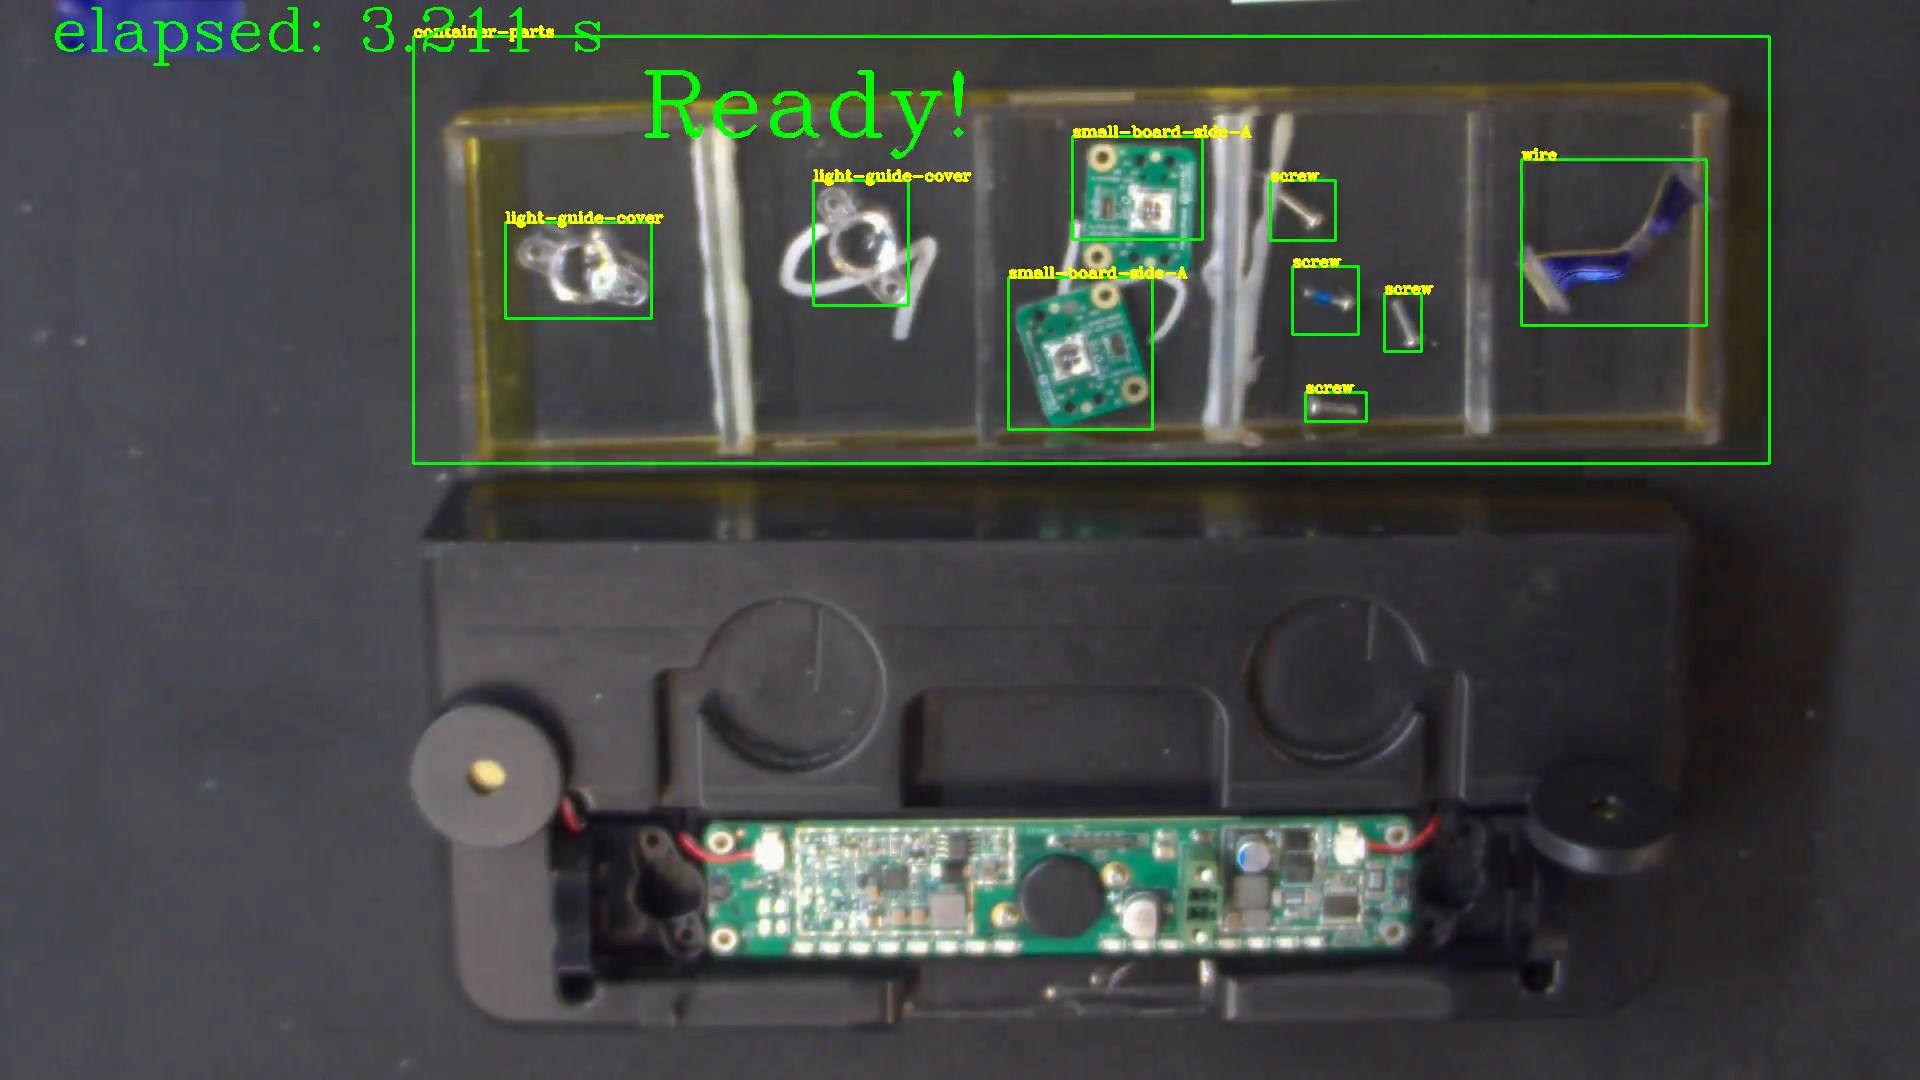 elapsed: 3.211 s
container-parts
Ready!
small-board-side-A
wire
light-guide-cover
screw
light-guide-cover
screw
small-board-side-A
screw
screw